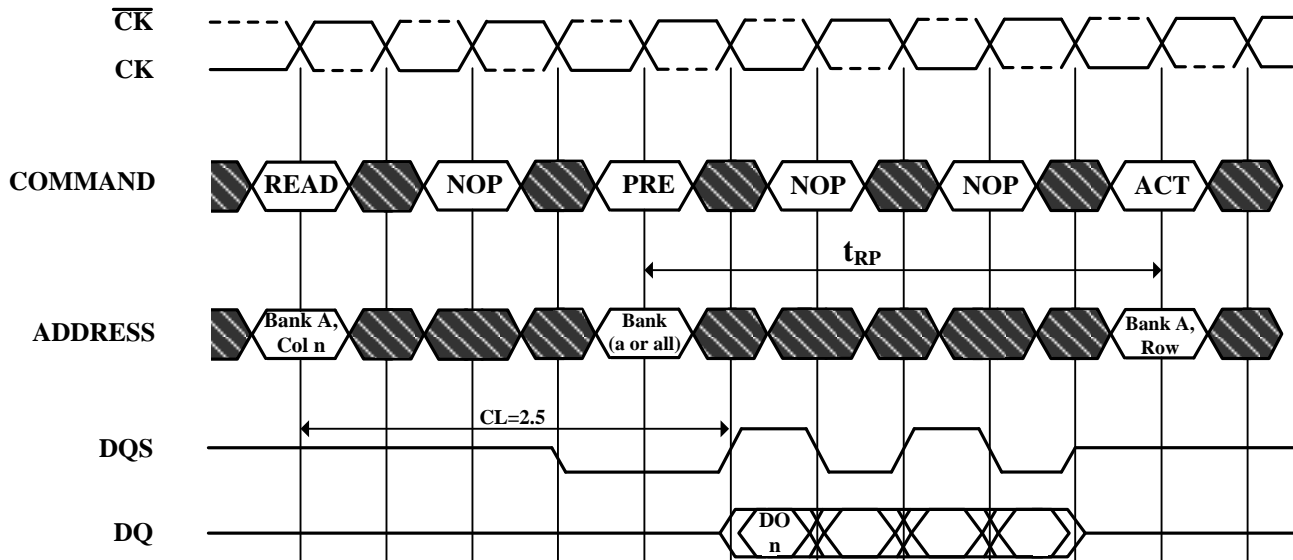 CK
CK
COMMAND
READ
NOP
PRE
NOP
NOP
ACT
tRP
ADDRESS
Bank A,
Col n
Bank
(a or all)
Bank A,
Row
CL=2.5
DQS
DQ
DO
n